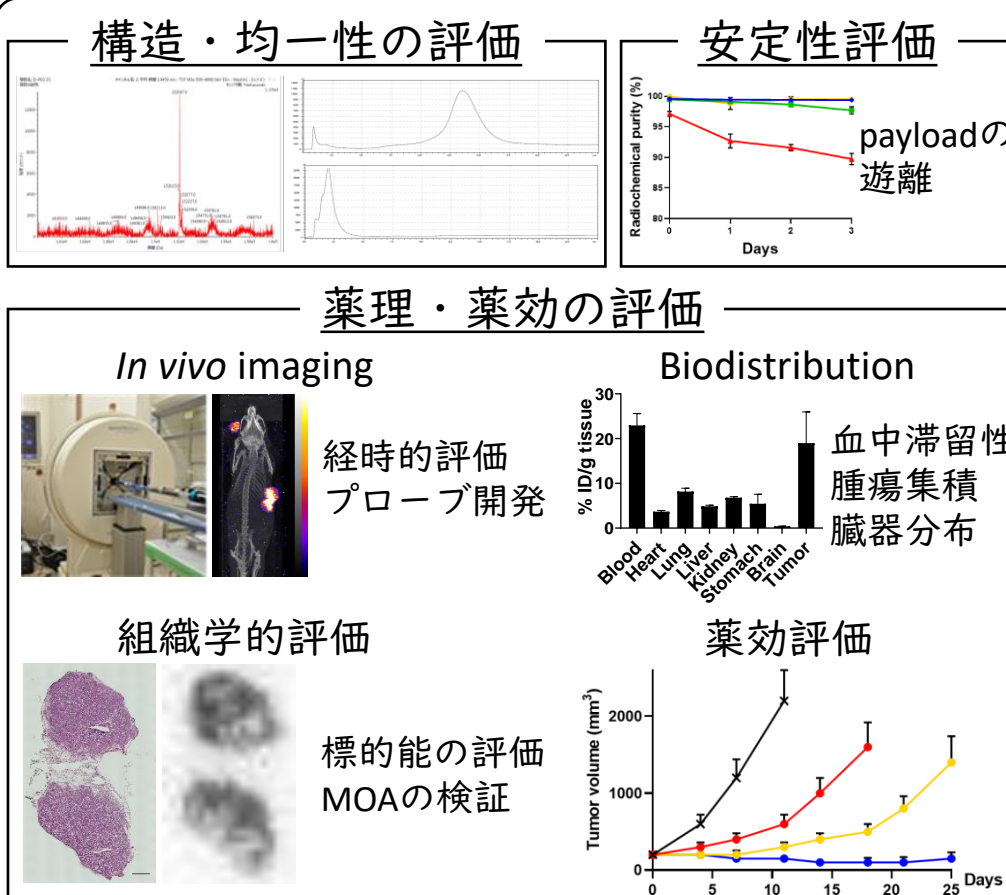 構造・均一性の評価
安定性評価
Radiochemical purity (%)
100
95
90
85
80
0
1
2
3
Days
payloadの
遊離
薬理・薬効の評価
In vivo imaging
経時的評価
プローブ開発
Biodistribution
% ID/g tissue
30
20
10
0
Blood
Heart
Lung
Liver
Kidney
Stomach
Brain
Tumor
血中滞留性
腫瘍集積
臓器分布
組織学的評価
標的能の評価
MOAの検証
薬効評価
Tumor volume (mm³)
2000
1000
0
0
5
10
15
20
25
Days